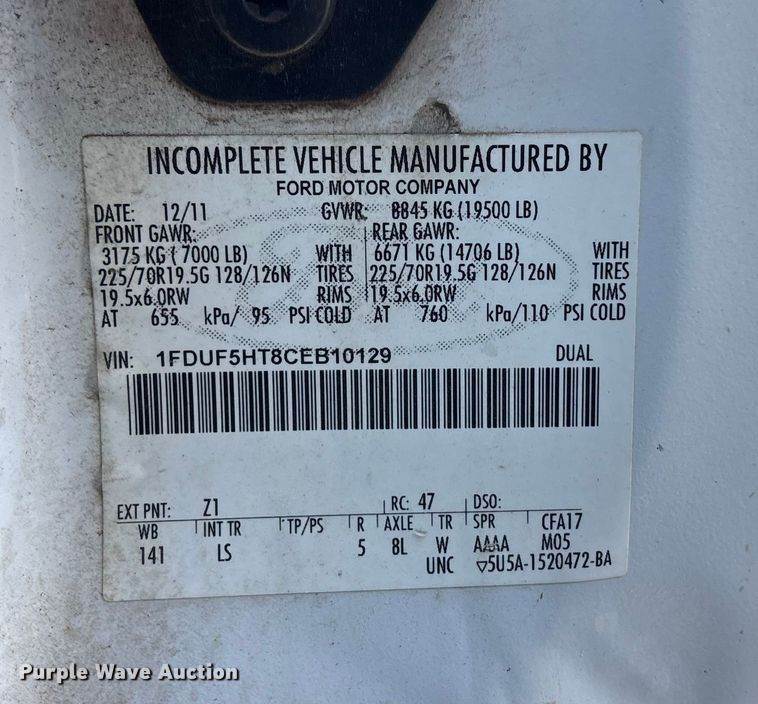 INCOMPLETE VEHICLE MANUFACTURED BY
FORD MOTOR COMPANY
DATE: 12/11 GVWR: 8845 KG (19500 LB)
FRONT GAWR: REAR GAWR:
3175 KG ( 7000 LB) WITH 6671 KG (14706 LB) WITH
225/70R19.5G 128/126N TIRES 225/70R19.5G 128/126N TIRES
19.5x6.0RW RIMS 19.5x6.0RW RIMS
AT 655 kPa/ 95 PSI COLD AT 760 kPa/110 PSI COLD
VIN: 1FDUF5HT8CEB10129 DUAL
EXT PNT: Z1 RC: 47 DSO:
WB INT TR TP/PS R AXLE TR SPR CFA17
141 LS 5 8L W AAAA M05
UNC ▽5U5A-1520472-BA
Purple Wave Auction